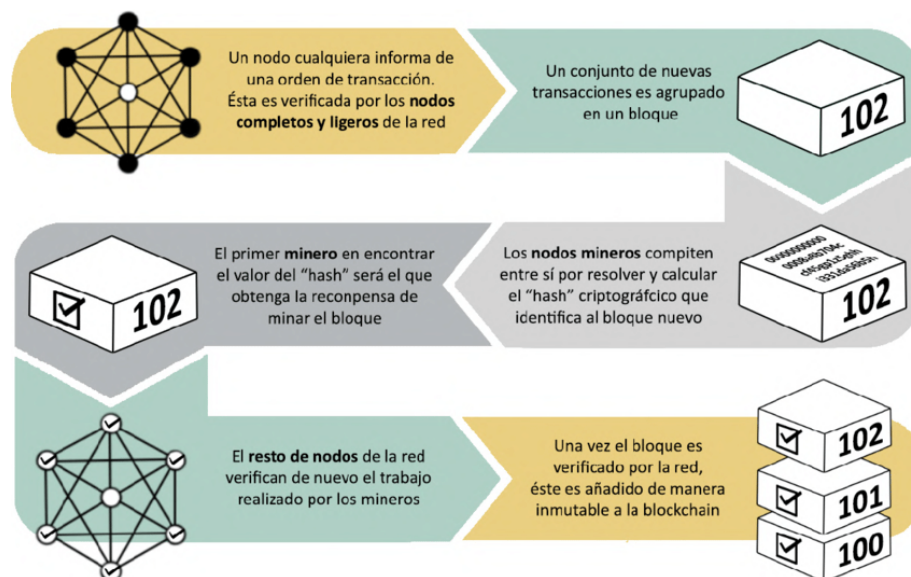 Un nodo cualquiera informa de
una orden de transacción.
Ésta es verificada por los nodos
completos y ligeros de la red
Un conjunto de nuevas
transacciones es agrupado
en un bloque
102
El primer minero en encontrar
el valor del "hash" será el que
obtenga la reconpensa de
minar el bloque
102
Los nodos mineros compiten
entre sí por resolver y calcular
el "hash" criptográfcico que
identifica al bloque nuevo
102
El resto de nodos de la red
verifican de nuevo el trabajo
realizado por los mineros
Una vez el bloque es
verificado por la red,
éste es añadido de manera
inmutable a la blockchain
102
101
100